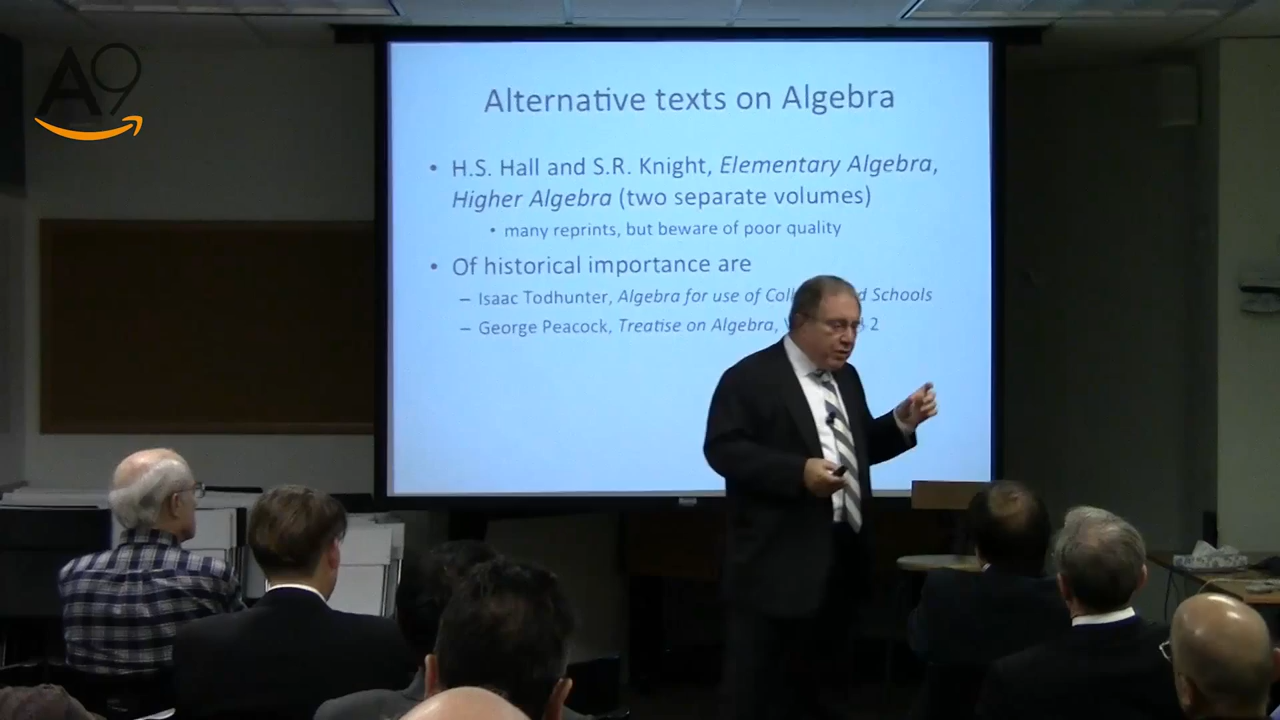 A9
Alternative texts on Algebra
• H.S. Hall and S.R. Knight, Elementary Algebra,
Higher Algebra (two separate volumes)
• many reprints, but beware of poor quality
• Of historical importance are
– Isaac Todhunter, Algebra for use of Schools
– George Peacock, Treatise on Algebra, 2